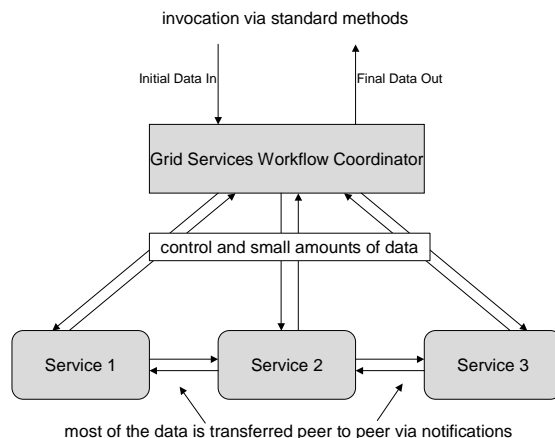 invocation via standard methods
Initial Data In
Final Data Out
Grid Services Workflow Coordinator
control and small amounts of data
Service 1
Service 2
Service 3
most of the data is transferred peer to peer via notifications